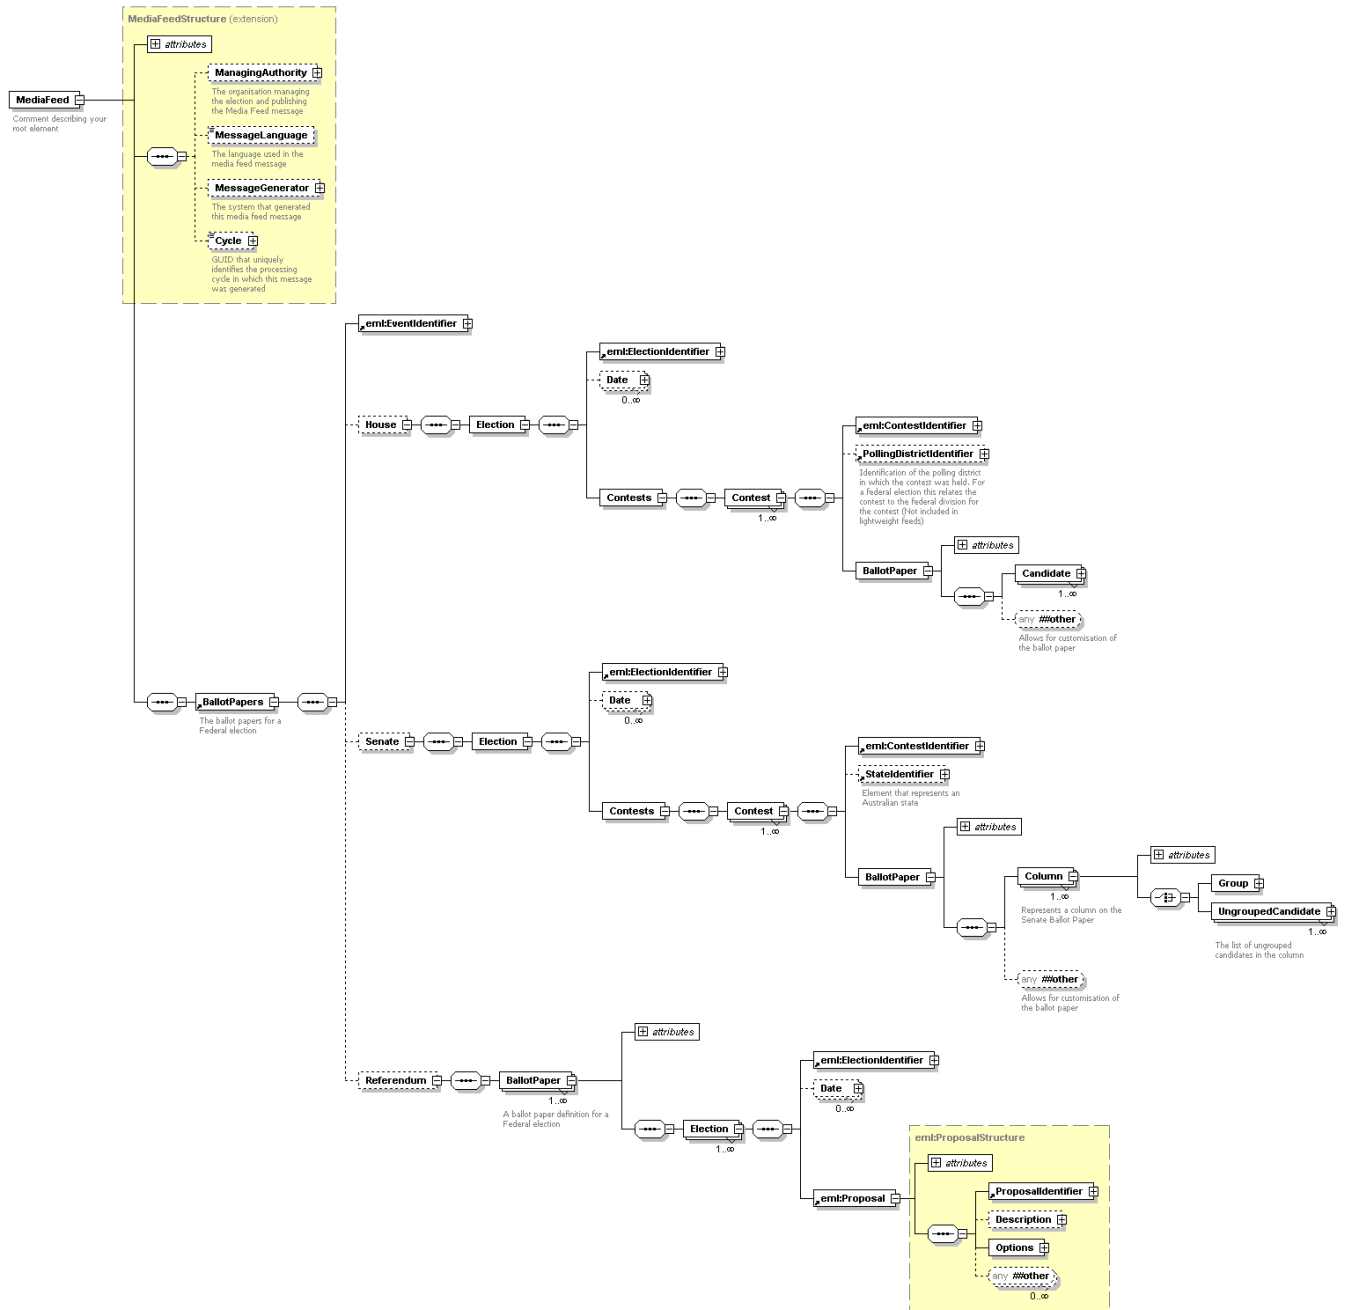 MediaFeedStructure (extension)
attributes
ManagingAuthority
The organisation managing
the election and publishing
the Media Feed message
MediaFeed
Comment describing your
root element
MessageLanguage
The language used in the
media feed message
MessageGenerator
The system that generated
this media feed message
Cycle
GUID that uniquely
identifies the processing
cycle in which this message
was generated
eml:EventIdentifier
eml:ElectionIdentifier
Date
0..∞
House
Election
eml:ContestIdentifier
PollingDistrictIdentifier
Identification of the polling district
in which the contest was held. For
a federal election this relates the
contest to the federal division for
the contest (Not included in
lightweight feeds)
Contests
Contest
1..∞
attributes
BallotPaper
Candidate
1..∞
any ##other
Allows for customisation of
the ballot paper
eml:ElectionIdentifier
Date
0..∞
BallotPapers
The ballot papers for a
Federal election
Senate
Election
eml:ContestIdentifier
StateIdentifier
Element that represents an
Australian state
Contests
Contest
1..∞
attributes
BallotPaper
Column
1..∞
Represents a column on the
Senate Ballot Paper
attributes
Group
UngroupedCandidate
1..∞
The list of ungrouped
candidates in the column
any ##other
Allows for customisation of
the ballot paper
attributes
Referendum
BallotPaper
1..∞
A ballot paper definition for a
Federal election
eml:ElectionIdentifier
Date
0..∞
Election
1..∞
eml:ProposalStructure
attributes
eml:Proposal
ProposalIdentifier
Description
Options
any ##other
0..∞